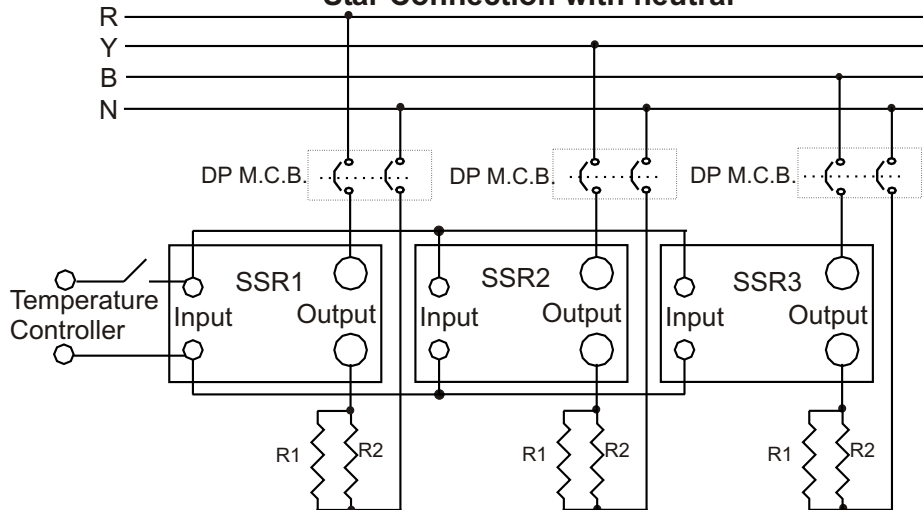 Star Connection with neutral
R
Y
B
N
DP M.C.B.
DP M.C.B.
DP M.C.B.
SSR1
SSR2
SSR3
Temperature
Controller
Input
Output
Input
Output
Input
Output
R1
R2
R1
R2
R1
R2